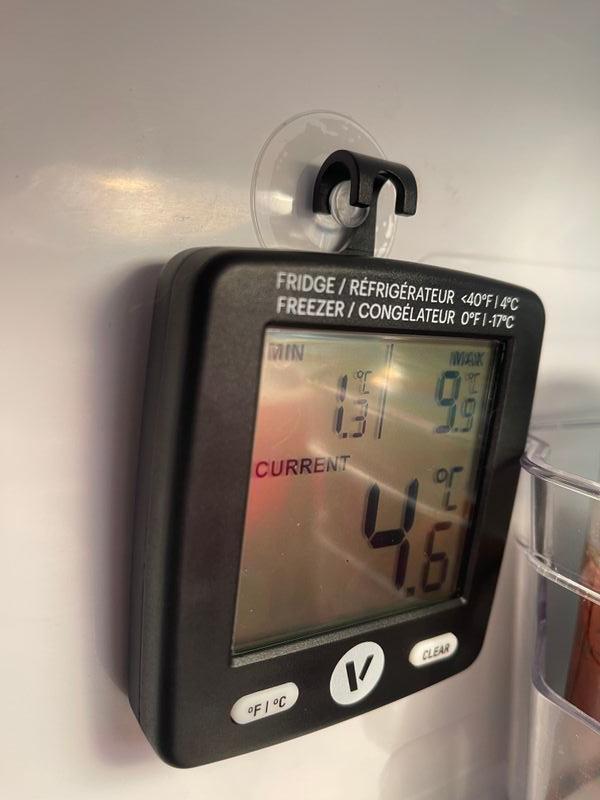 FRIDGE / RÉFRIGÉRATEUR <40°F | 4°C
FREEZER / CONGÉLATEUR 0°F | -17°C
MIN MAX
1.3 °C 9.9 °C
CURRENT
4.6 °C
°F | °C
V
CLEAR